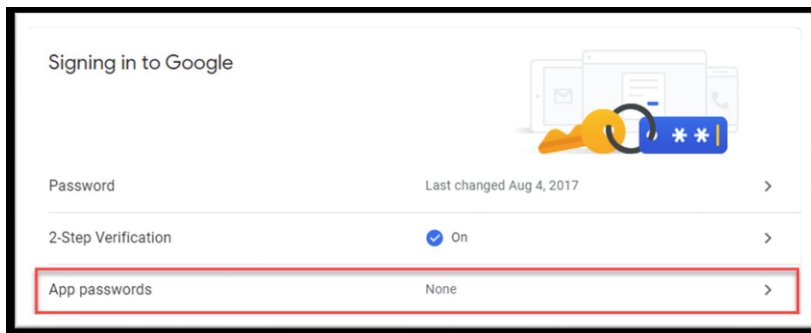 Signing in to Google
**
Password Last changed Aug 4, 2017
2-Step Verification On
App passwords None